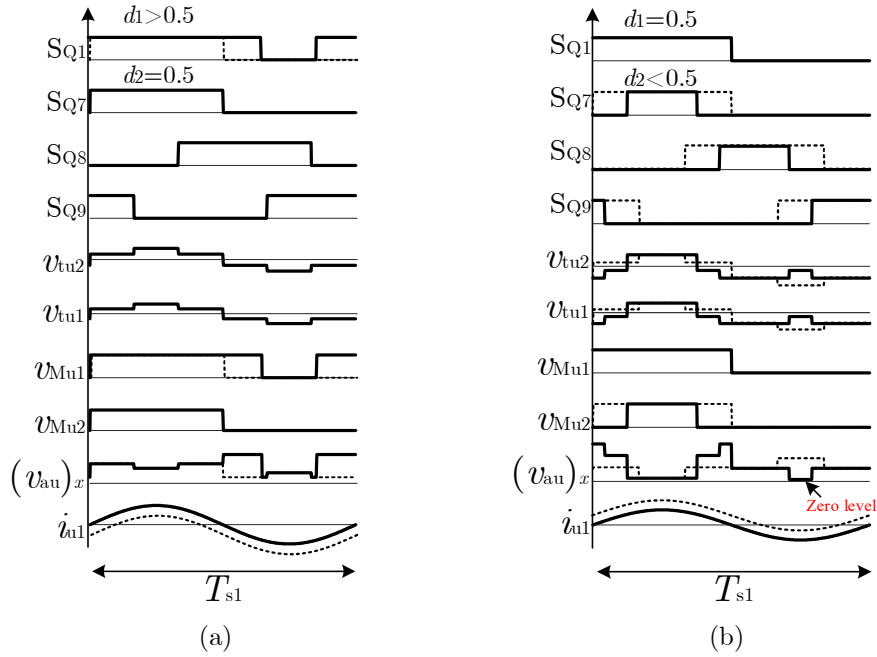 d1>0.5
SQ1
d2=0.5
SQ7
SQ8
SQ9
vtu2
vtu1
vMu1
vMu2
(vau)x
iu1
Ts1
(a)
d1=0.5
SQ1
d2<0.5
SQ7
SQ8
SQ9
vtu2
vtu1
vMu1
vMu2
(vau)x
Zero level
iu1
Ts1
(b)